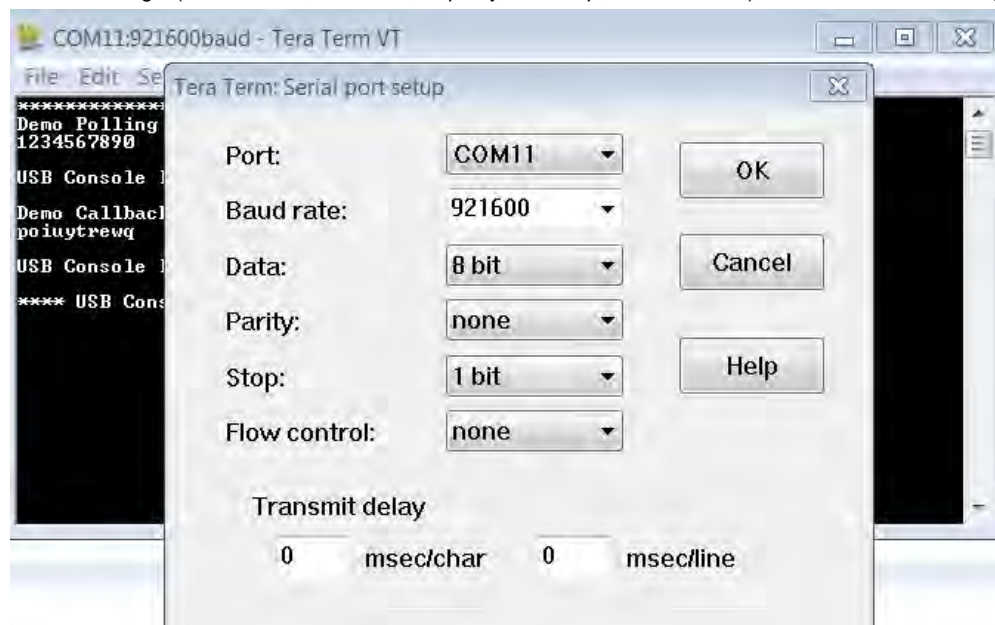 COM11:921600baud - Tera Term VT
File Edit Se
Tera Term: Serial port setup
*************
Demo Polling
1234567890
USB Console
Demo Callbac
poiuytrewq
USB Console
**** USB Cons
Port:
COM11
OK
Baud rate:
921600
Data:
8 bit
Cancel
Parity:
none
Stop:
1 bit
Help
Flow control:
none
Transmit delay
0 msec/char 0 msec/line